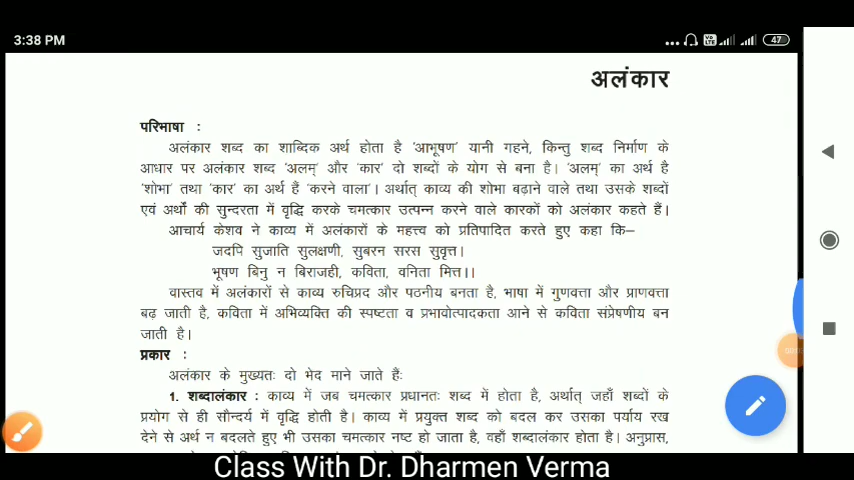 3:38 PM
47
अलंकार
परिभाषा :
अलंकार शब्द का शाब्दिक अर्थ होता है 'आभूषण' यानी गहने, किन्तु शब्द निर्माण के
आधार पर अलंकार शब्द 'अलम्' और 'कार' दो शब्दों के योग से बना है। 'अलम्' का अर्थ है
'शोभा' तथा 'कार' का अर्थ हैं 'करने वाला'। अर्थात् काव्य की शोभा बढ़ाने वाले तथा उसके शब्दों
एवं अर्थों की सुन्दरता में वृद्धि करके चमत्कार उत्पन्न करने वाले कारकों को अलंकार कहते हैं।
आचार्य केशव ने काव्य में अलंकारों के महत्त्व को प्रतिपादित करते हुए कहा कि–
जदपि सुजाति सुलक्षणी, सुबरन सरस सुवृत्त।
भूषण बिनु न बिराजही, कविता, वनिता मित्त।।
वास्तव में अलंकारों से काव्य रुचिप्रद और पठनीय बनता है, भाषा में गुणवत्ता और प्राणवत्ता
बढ़ जाती है, कविता में अभिव्यक्ति की स्पष्टता व प्रभावोत्पादकता आने से कविता संप्रेषणीय बन
जाती है।
प्रकार :
अलंकार के मुख्यतः दो भेद माने जाते हैंः
1. शब्दालंकार : काव्य में जब चमत्कार प्रधानतः शब्द में होता है, अर्थात् जहाँ शब्दों के
प्रयोग से ही सौन्दर्य में वृद्धि होती है। काव्य में प्रयुक्त शब्द को बदल कर उसका पर्याय रख
देने से अर्थ न बदलते हुए भी उसका चमत्कार नष्ट हो जाता है, वहाँ शब्दालंकार होता है। अनुप्रास,
Class With Dr. Dharmen Verma